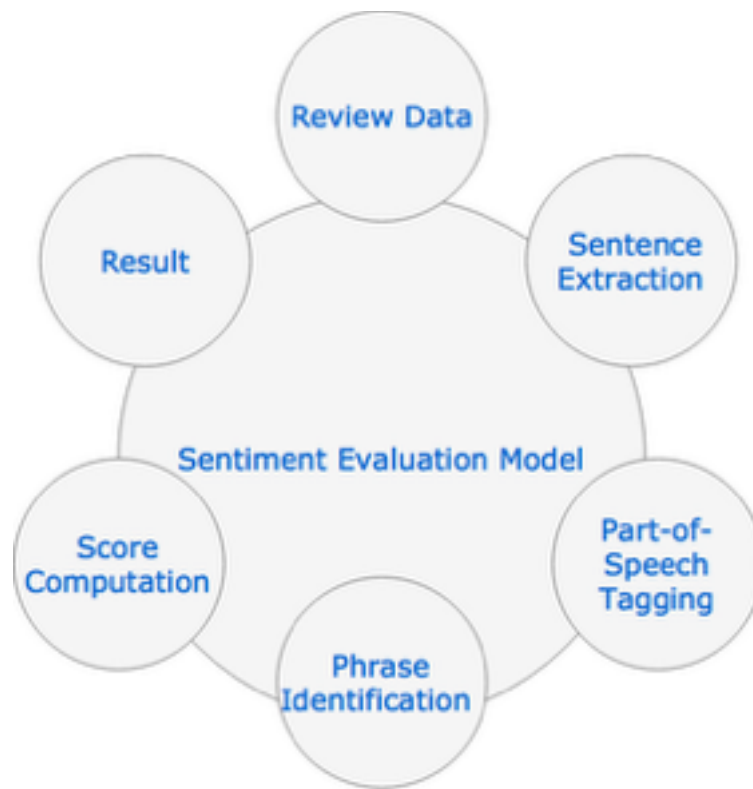 Review Data
Sentence
Extraction
Result
Sentiment Evaluation Model
Part-of-
Speech
Tagging
Score
Computation
Phrase
Identification